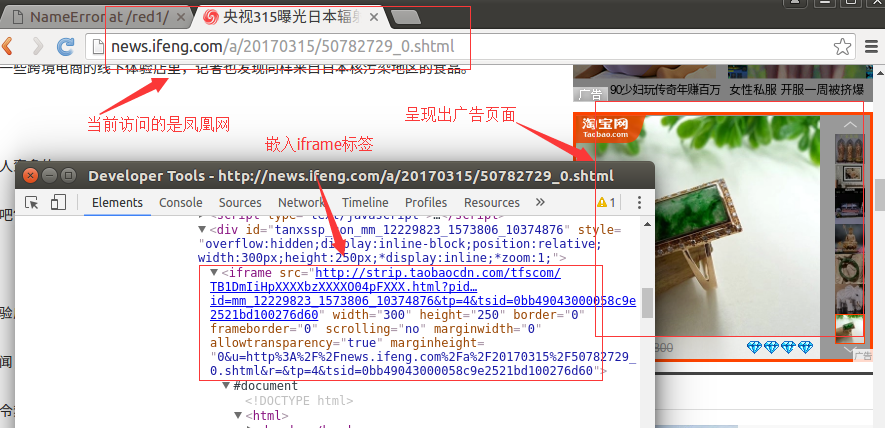 NameError at /red1/
央视315曝光日本辐射
news.ifeng.com/a/20170315/50782729_0.shtml
一些跨境电商的线下体验店里，记者也发现同样来自日本核污染地区的食品。
广告
90少妇玩传奇年赚百万 女性私服 开服一周被挤爆
当前访问的是凤凰网
呈现出广告页面
嵌入iframe标签
淘宝网
Taobao.com
Developer Tools - http://news.ifeng.com/a/20170315/50782729_0.shtml
Elements Console Sources Network Timeline Profiles Resources » 1
<script type="text/javascript">…</script>
<div id="tanxssp_con_mm_12229823_1573806_10374876" style=
"overflow:hidden;display:inline-block;position:relative;
width:300px;height:250px;*display:inline;*zoom:1;">
<iframe src="http://strip.taobaocdn.com/tfscom/
TB1DmIiHpXXXXbzXXXXO04pFXXX.html?pid…
id=mm_12229823_1573806_10374876&tp=4&tsid=0bb49043000058c9e
2521bd100276d60" width="300" height="250" border="0"
frameborder="0" scrolling="no" marginwidth="0"
allowtransparency="true" marginheight=
"0&u=http%3A%2F%2Fnews.ifeng.com%2Fa%2F20170315%2F50782729_
0.shtml&r=&tp=4&tsid=0bb49043000058c9e2521bd100276d60">
#document
<!DOCTYPE html>
<html>
广告